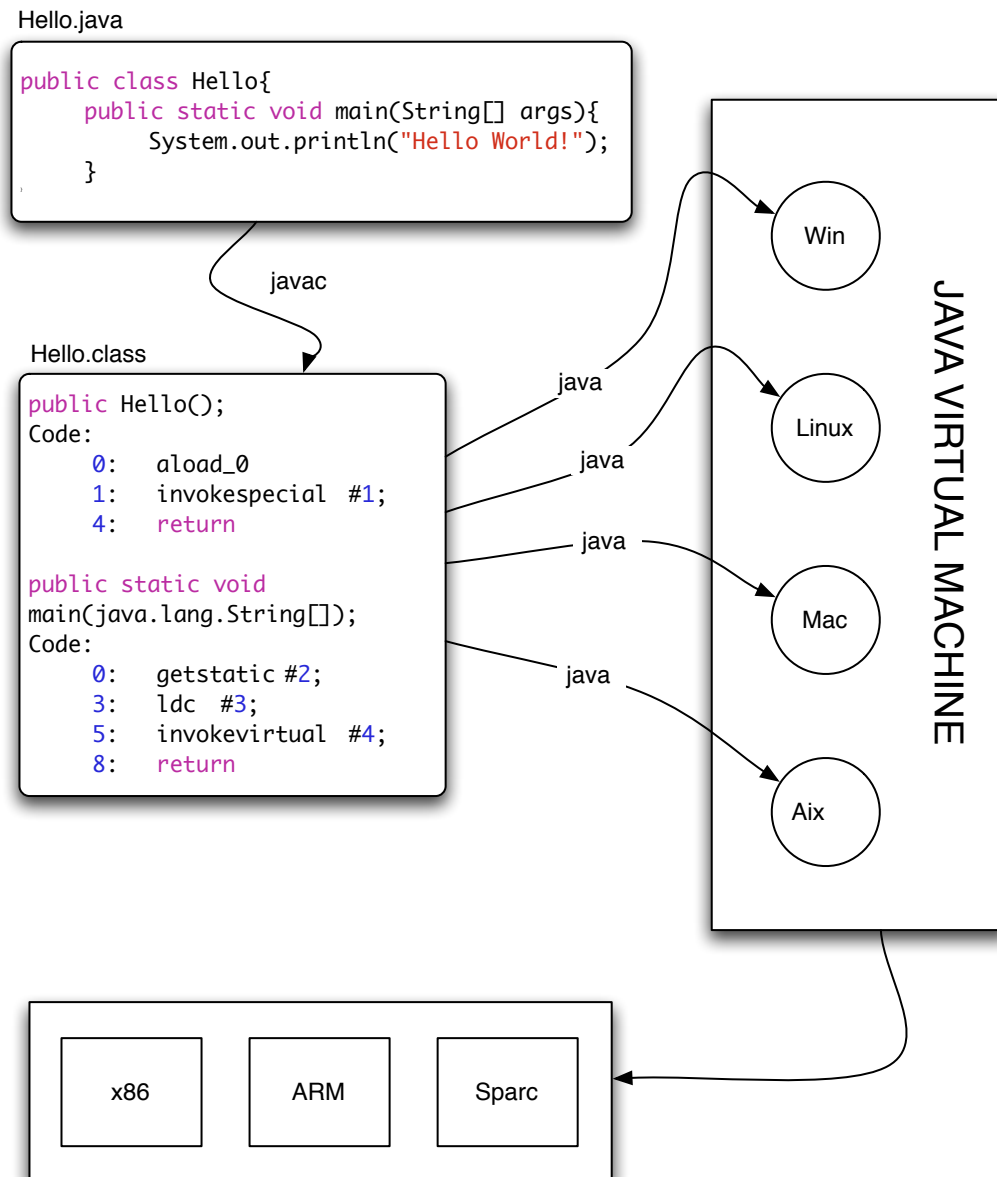 Hello.java
public class Hello{
public static void main(String[] args){
System.out.println("Hello World!");
}
javac
Hello.class
public Hello();
Code:
0: aload_0
1: invokespecial #1;
4: return
public static void
main(java.lang.String[]);
Code:
0: getstatic #2;
3: ldc #3;
5: invokevirtual #4;
8: return
java
java
java
java
Win
Linux
Mac
Aix
JAVA VIRTUAL MACHINE
x86
ARM
Sparc